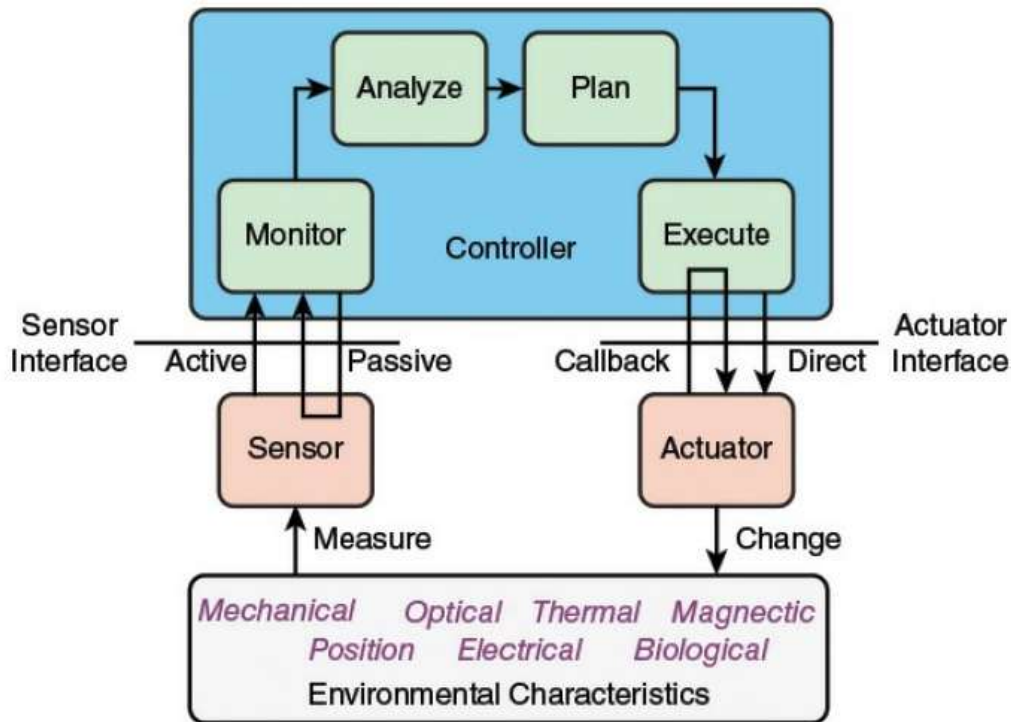 Analyze
Plan
Monitor
Controller
Execute
Sensor
Interface
Active
Passive
Callback
Direct
Actuator
Interface
Sensor
Actuator
Measure
Change
Mechanical Optical Thermal Magnectic
Position Electrical Biological
Environmental Characteristics